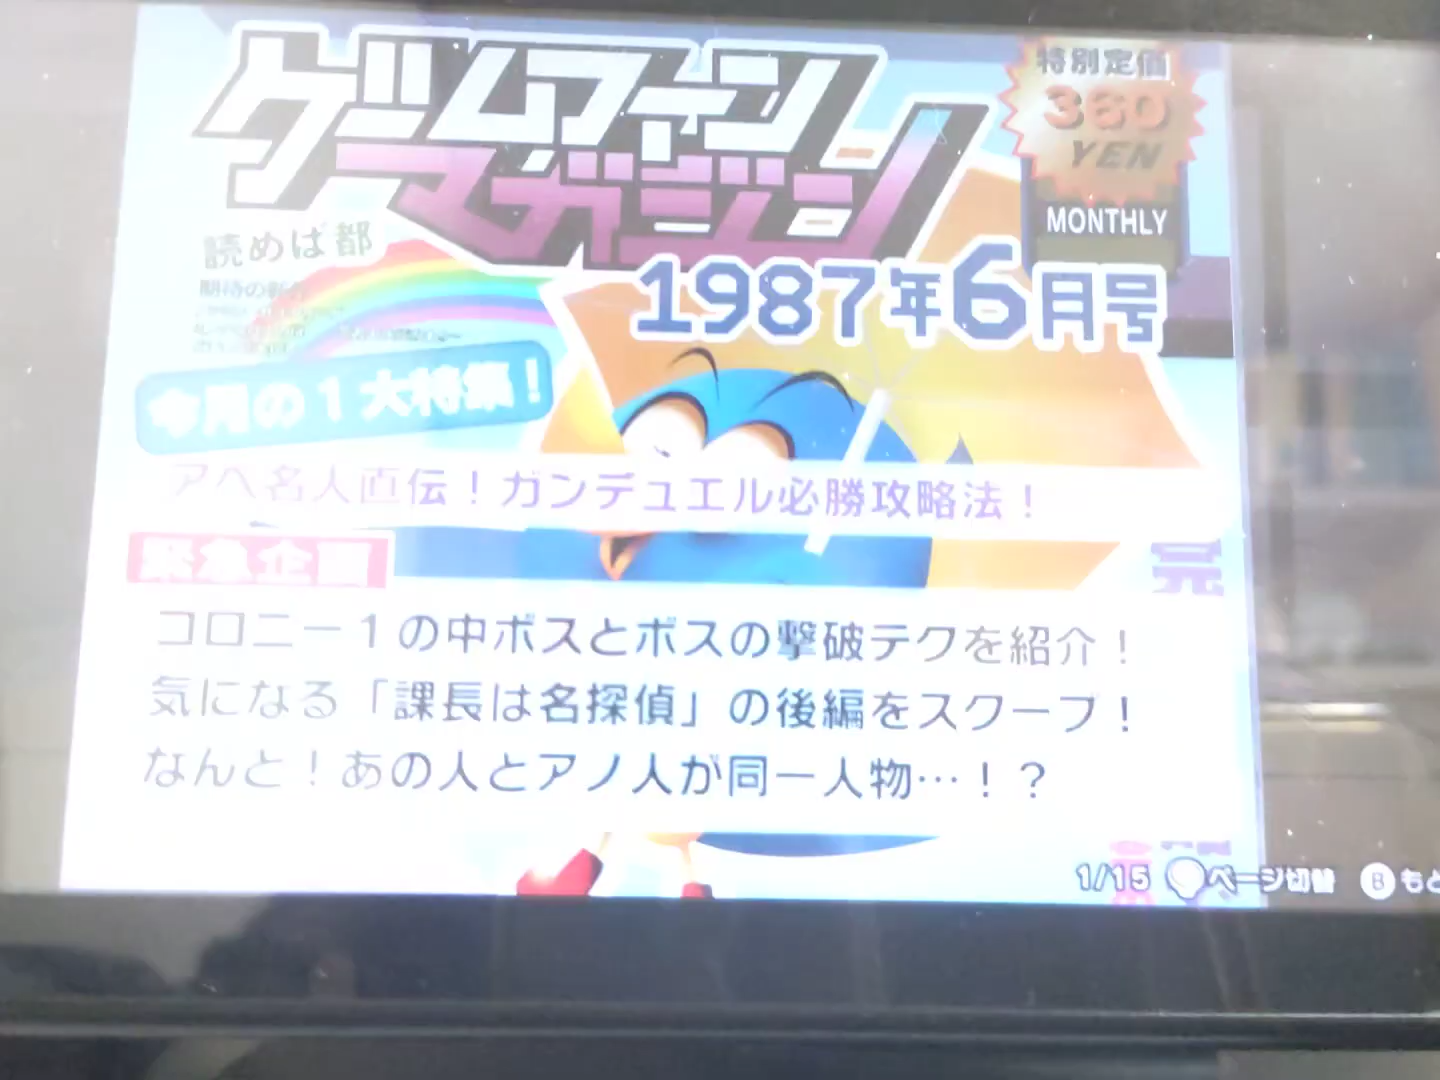 ゲームファン
マガジン
特別定価
360
YEN
MONTHLY
読めば都
1987年6月号
今月の1大特集!
アベ名人直伝!ガンデュエル必勝攻略法!
緊急企画
完
コロニー1の中ボスとボスの撃破テクを紹介!
気になる「課長は名探偵」の後編をスクープ!
なんと!あの人とアノ人が同一人物…!?
1/15 ページ切替 B もど